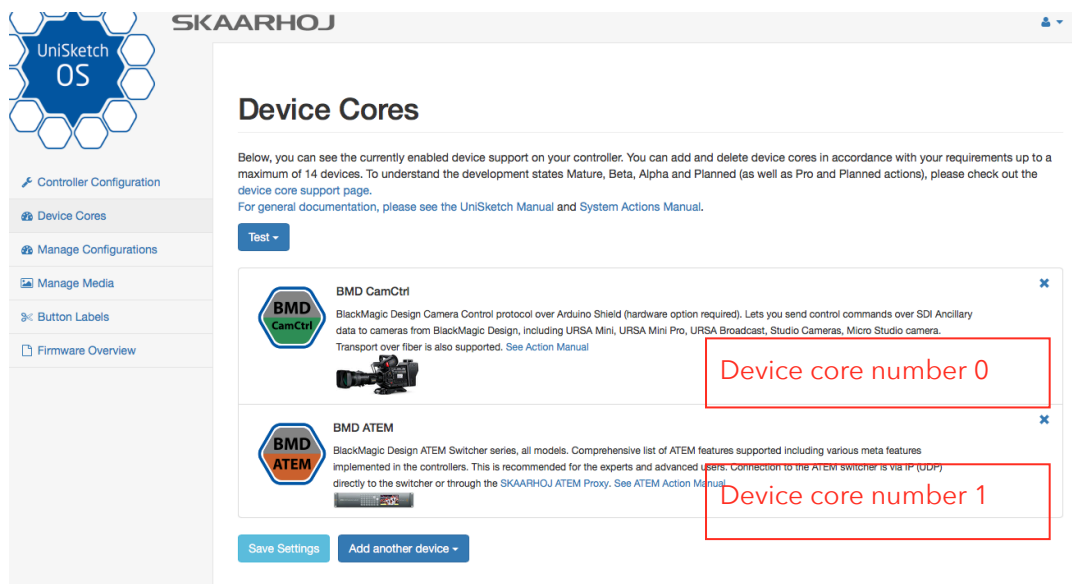 SKAARHOJ
UniSketch
OS
Controller Configuration
Device Cores
Manage Configurations
Manage Media
Button Labels
Firmware Overview
Device Cores
Below, you can see the currently enabled device support on your controller. You can add and delete device cores in accordance with your requirements up to a
maximum of 14 devices. To understand the development states Mature, Beta, Alpha and Planned (as well as Pro and Planned actions), please check out the
device core support page.
For general documentation, please see the UniSketch Manual and System Actions Manual.
Test
BMD
CamCtrl
BMD CamCtrl
BlackMagic Design Camera Control protocol over Arduino Shield (hardware option required). Lets you send control commands over SDI Ancillary
data to cameras from BlackMagic Design, including URSA Mini, URSA Mini Pro, URSA Broadcast, Studio Cameras, Micro Studio camera.
Transport over fiber is also supported. See Action Manual
Device core number 0
BMD
ATEM
BMD ATEM
BlackMagic Design ATEM Switcher series, all models. Comprehensive list of ATEM features supported including various meta features
implemented in the controllers. This is recommended for the experts and advanced users. Connection to the ATEM switcher is via IP (UDP)
directly to the switcher or through the SKAARHOJ ATEM Proxy. See ATEM Action Manual
Device core number 1
Save Settings
Add another device